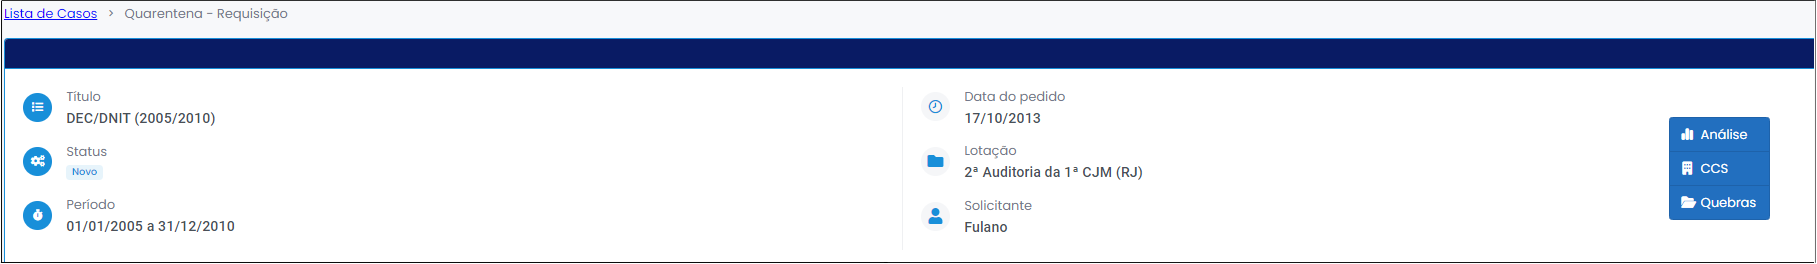 Lista de Casos > Quarentena - Requisição
Título
DEC/DNIT (2005/2010)
Status
Novo
Período
01/01/2005 a 31/12/2010
Data do pedido
17/10/2013
Lotação
2ª Auditoria da 1ª CJM (RJ)
Solicitante
Fulano
Análise
CCS
Quebras